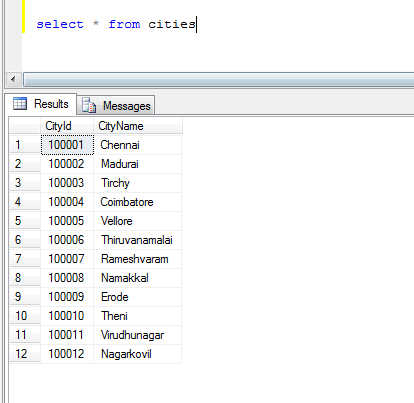 select * from cities
Results Messages
CityId CityName
1 100001 Chennai
2 100002 Madurai
3 100003 Tirchy
4 100004 Coimbatore
5 100005 Vellore
6 100006 Thiruvanamalai
7 100007 Rameshvaram
8 100008 Namakkal
9 100009 Erode
10 100010 Theni
11 100011 Virudhunagar
12 100012 Nagarkovil